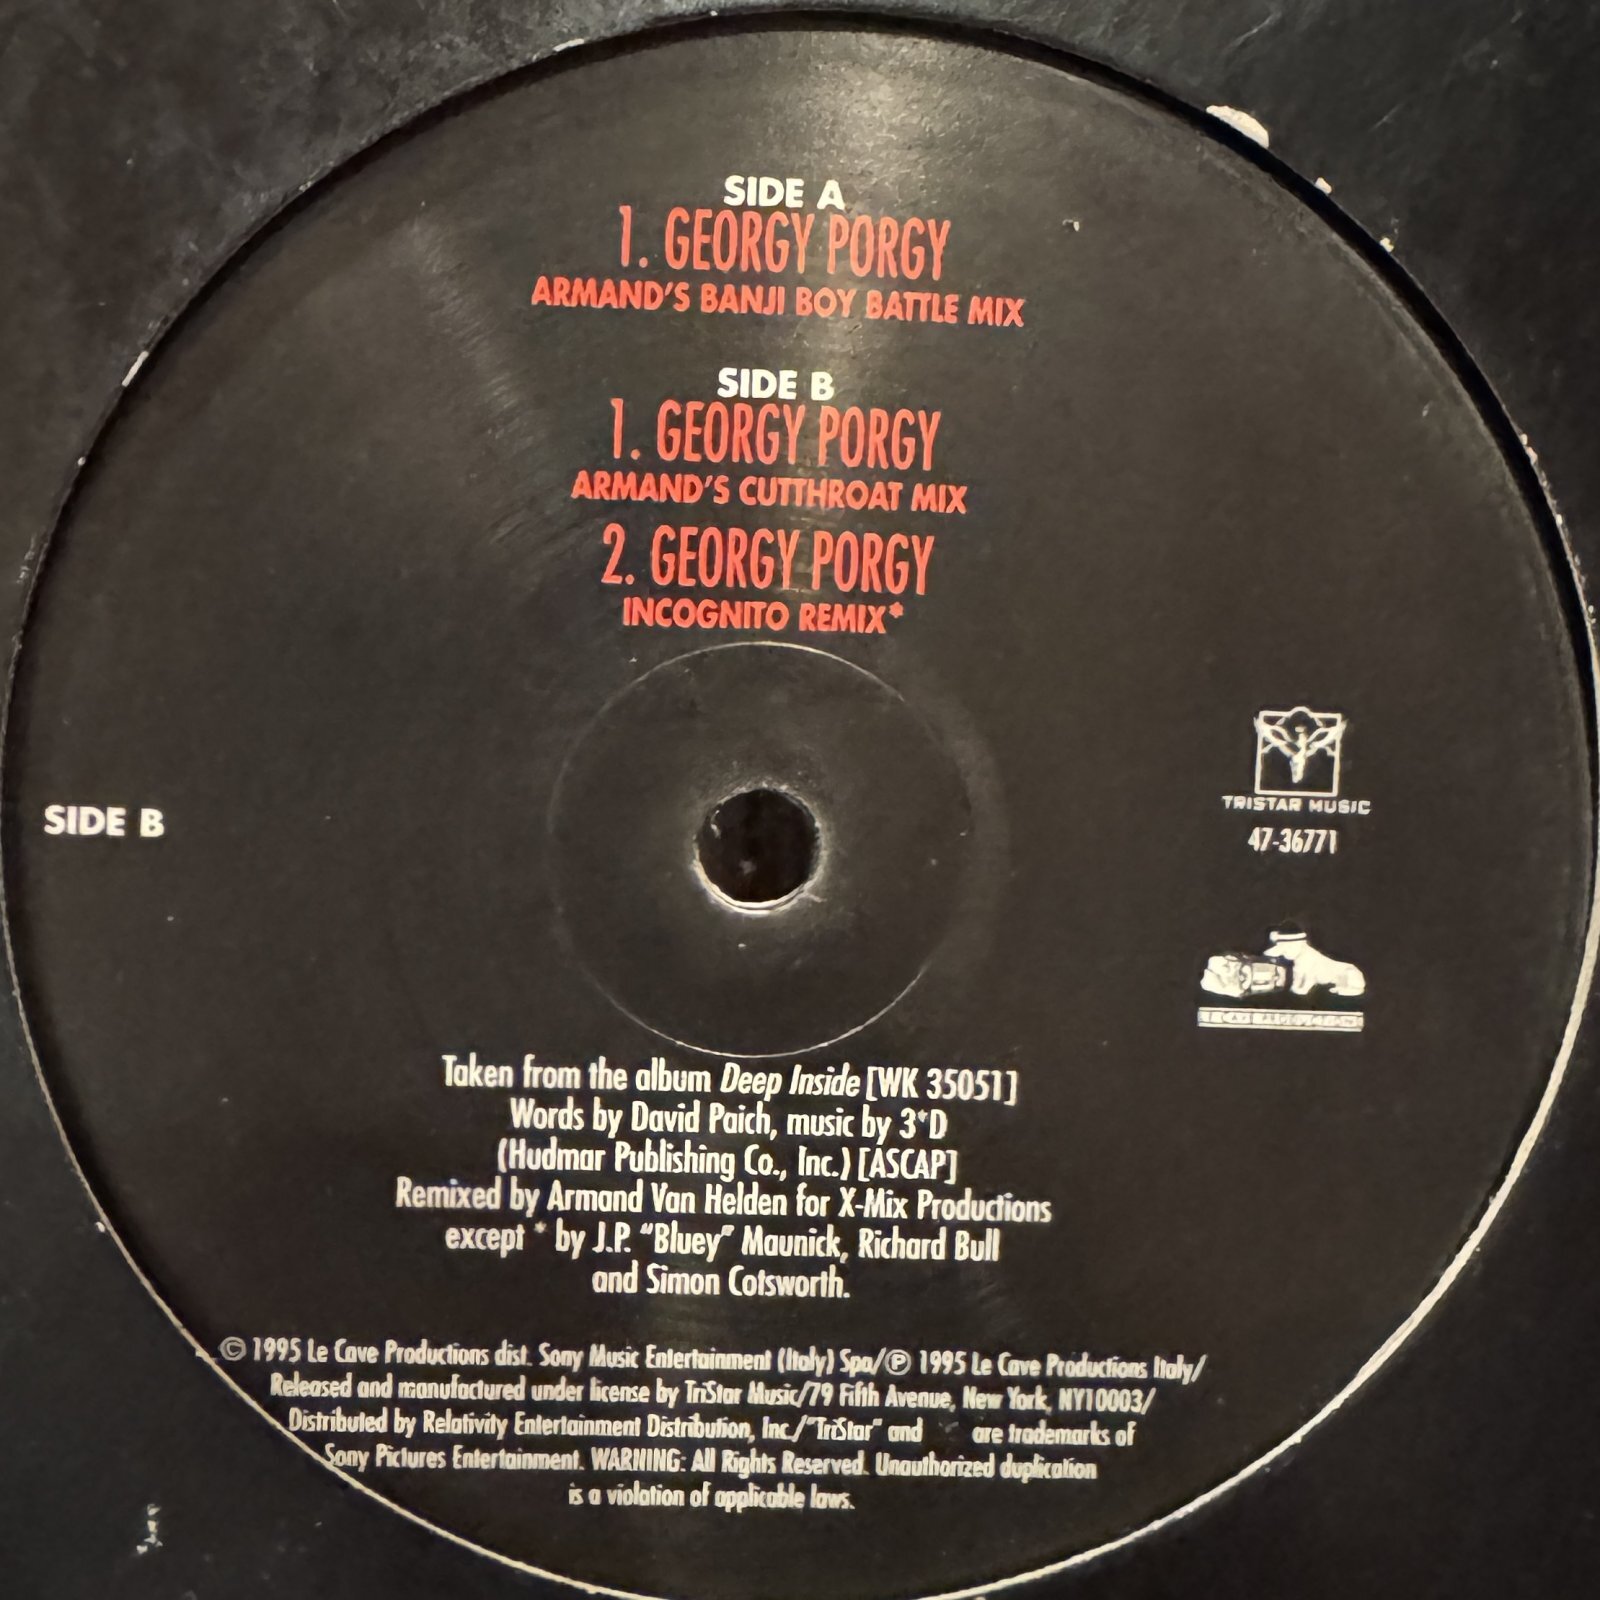 SIDE A
1. GEORGY PORGY
ARMAND'S BANJI BOY BATTLE MIX
SIDE B
1. GEORGY PORGY
ARMAND'S CUTTHROAT MIX
2. GEORGY PORGY
INCOGNITO REMIX*
SIDE B
TRISTAR MUSIC
47-36771
Taken from the album Deep Inside [WK 35051]
Words by David Paich, music by 3*D
(Hudmar Publishing Co., Inc.) [ASCAP]
Remixed by Armand Van Helden for X-Mix Productions
except * by J.P. "Bluey" Maunick, Richard Bull
and Simon Cotsworth.
© 1995 Le Cave Productions dist. Sony Music Entertainment (Italy) Spa/℗ 1995 Le Cave Productions Italy/
Released and manufactured under license by TriStar Music/79 Fifth Avenue, New York, NY10003/
Distributed by Relativity Entertainment Distribution, Inc./"TriStar" and are trademarks of
Sony Pictures Entertainment. WARNING: All Rights Reserved. Unauthorized duplication
is a violation of applicable laws.